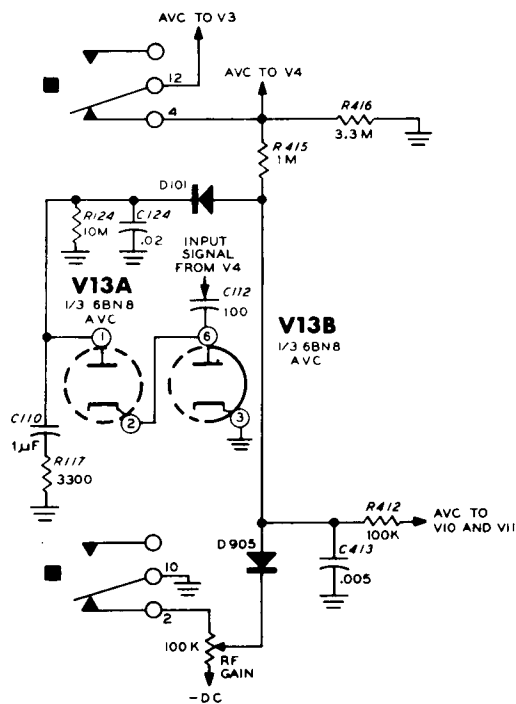 AVC TO V3
12
4
AVC TO V4
R416
3.3 M
R415
1M
D101
R124
10M
C124
.02
INPUT
SIGNAL
FROM V4
C112
100
V13A
1/3 6BN8
AVC
V13B
1/3 6BN8
AVC
1
6
2
3
C110
1μF
R117
3300
R412
100K
AVC TO
V10 AND V11
D905
C413
.005
10
2
100 K
RF
GAIN
-DC